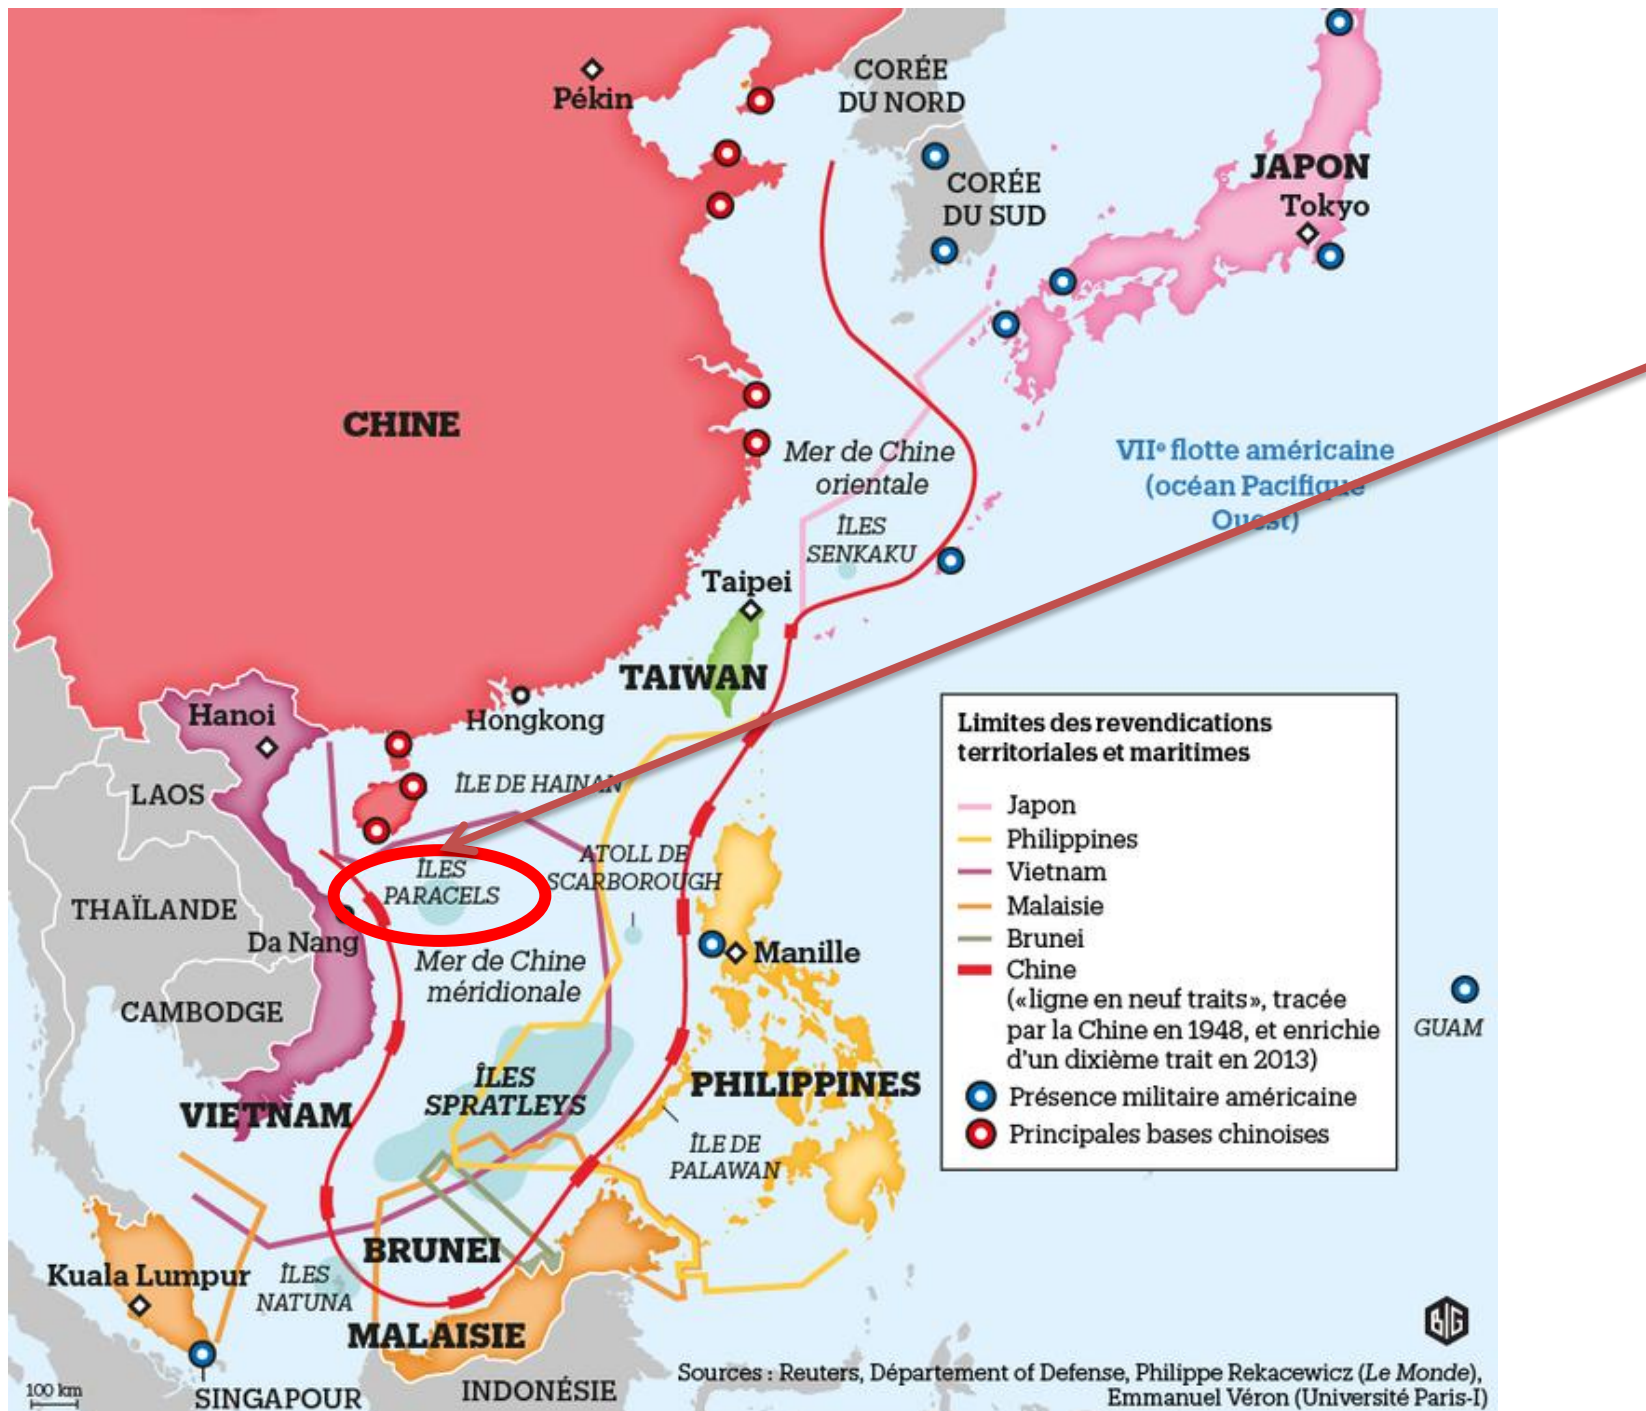 Pékin
CORÉE
DU NORD
CORÉE
DU SUD
JAPON
Tokyo
CHINE
Mer de Chine
orientale
VIIᵉ flotte américaine
(océan Pacifique
Ouest)
ÎLES
SENKAKU
Taipei
TAIWAN
Hanoi
Hongkong
LAOS
ÎLE DE HAINAN
ÎLES
PARACELS
ATOLL DE
SCARBOROUGH
THAÏLANDE
Da Nang
Mer de Chine
méridionale
Manille
CAMBODGE
ÎLES
SPRATLEYS
PHILIPPINES
VIETNAM
ÎLE DE
PALAWAN
BRUNEI
Kuala Lumpur
ÎLES
NATUNA
MALAISIE
SINGAPOUR
INDONÉSIE
100 km
Limites des revendications
territoriales et maritimes
Japon
Philippines
Vietnam
Malaisie
Brunei
Chine
(«ligne en neuf traits», tracée
par la Chine en 1948, et enrichie
d'un dixième trait en 2013)
Présence militaire américaine
Principales bases chinoises
GUAM
BIG
Sources : Reuters, Département of Defense, Philippe Rekacewicz (Le Monde),
Emmanuel Véron (Université Paris-I)